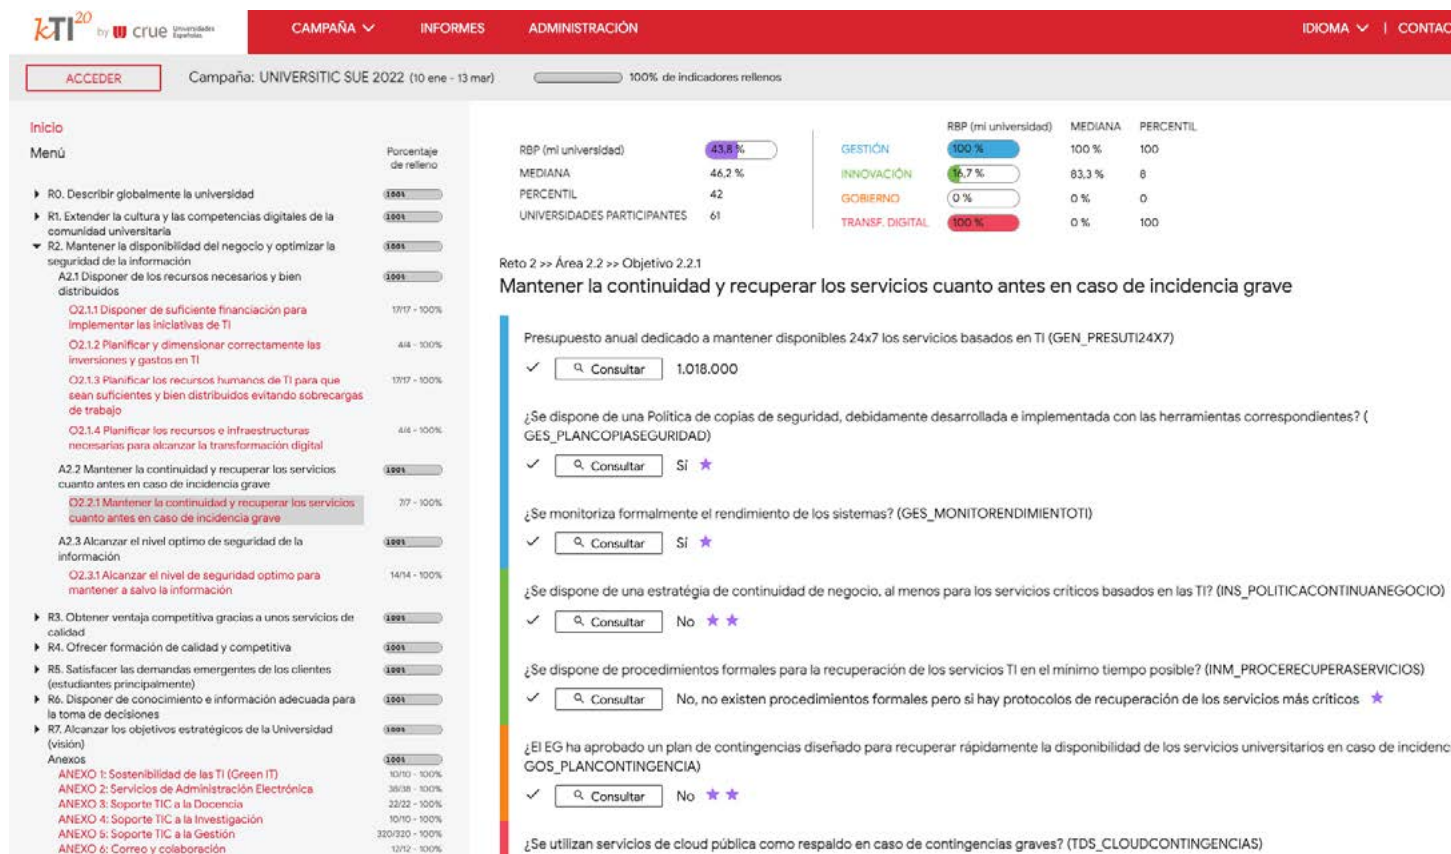 kTI 20 by crue Universidades Españolas
CAMPAÑA
INFORMES
ADMINISTRACIÓN
IDIOMA | CONTAC
ACCEDER
Campaña: UNIVERSITIC SUE 2022 (10 ene - 13 mar)
100% de indicadores rellenos
Inicio
Menú
Porcentaje
de relleno
R0. Describir globalmente la universidad
100%
R1. Extender la cultura y las competencias digitales de la
comunidad universitaria
100%
R2. Mantener la disponibilidad del negocio y optimizar la
seguridad de la información
100%
A2.1 Disponer de los recursos necesarios y bien
distribuidos
100%
O2.1.1 Disponer de suficiente financiación para
implementar las iniciativas de TI
17/17 - 100%
O2.1.2 Planificar y dimensionar correctamente las
inversiones y gastos en TI
4/4 - 100%
O2.1.3 Planificar los recursos humanos de TI para que
sean suficientes y bien distribuidos evitando sobrecargas
de trabajo
17/17 - 100%
O2.1.4 Planificar los recursos e infraestructuras
necesarias para alcanzar la transformación digital
4/4 - 100%
A2.2 Mantener la continuidad y recuperar los servicios
cuanto antes en caso de incidencia grave
100%
O2.2.1 Mantener la continuidad y recuperar los servicios
cuanto antes en caso de incidencia grave
7/7 - 100%
A2.3 Alcanzar el nivel optimo de seguridad de la
información
100%
O2.3.1 Alcanzar el nivel de seguridad optimo para
mantener a salvo la información
14/14 - 100%
R3. Obtener ventaja competitiva gracias a unos servicios de
calidad
100%
R4. Ofrecer formación de calidad y competitiva
100%
R5. Satisfacer las demandas emergentes de los clientes
(estudiantes principalmente)
100%
R6. Disponer de conocimiento e información adecuada para
la toma de decisiones
100%
R7. Alcanzar los objetivos estratégicos de la Universidad
(visión)
100%
Anexos
100%
ANEXO 1: Sostenibilidad de las TI (Green IT)
10/10 - 100%
ANEXO 2: Servicios de Administración Electrónica
38/38 - 100%
ANEXO 3: Soporte TIC a la Docencia
22/22 - 100%
ANEXO 4: Soporte TIC a la Investigación
10/10 - 100%
ANEXO 5: Soporte TIC a la Gestión
320/320 - 100%
ANEXO 6: Correo y colaboración
12/12 - 100%
RBP (mi universidad) 43,8 %
MEDIANA 46,2 %
PERCENTIL 42
UNIVERSIDADES PARTICIPANTES 61
RBP (mi universidad) MEDIANA PERCENTIL
GESTIÓN 100 % 100 % 100
INNOVACIÓN 16,7 % 83,3 % 8
GOBIERNO 0 % 0 % 0
TRANSF. DIGITAL 100 % 0 % 100
Reto 2 >> Área 2.2 >> Objetivo 2.2.1
Mantener la continuidad y recuperar los servicios cuanto antes en caso de incidencia grave
Presupuesto anual dedicado a mantener disponibles 24x7 los servicios basados en TI (GEN_PRESUTI24X7)
Consultar 1.018.000
¿Se dispone de una Política de copias de seguridad, debidamente desarrollada e implementada con las herramientas correspondientes? (
GES_PLANCOPIASEGURIDAD)
Consultar Sí
¿Se monitoriza formalmente el rendimiento de los sistemas? (GES_MONITORENDIMIENTOTI)
Consultar Sí
¿Se dispone de una estratégia de continuidad de negocio, al menos para los servicios críticos basados en las TI? (INS_POLITICACONTINUANEGOCIO)
Consultar No
¿Se dispone de procedimientos formales para la recuperación de los servicios TI en el mínimo tiempo posible? (INM_PROCERECUPERASERVICIOS)
Consultar No, no existen procedimientos formales pero si hay protocolos de recuperación de los servicios más críticos
¿El EG ha aprobado un plan de contingencias diseñado para recuperar rápidamente la disponibilidad de los servicios universitarios en caso de incidenc
GOS_PLANCONTINGENCIA)
Consultar No
¿Se utilizan servicios de cloud pública como respaldo en caso de contingencias graves? (TDS_CLOUDCONTINGENCIAS)